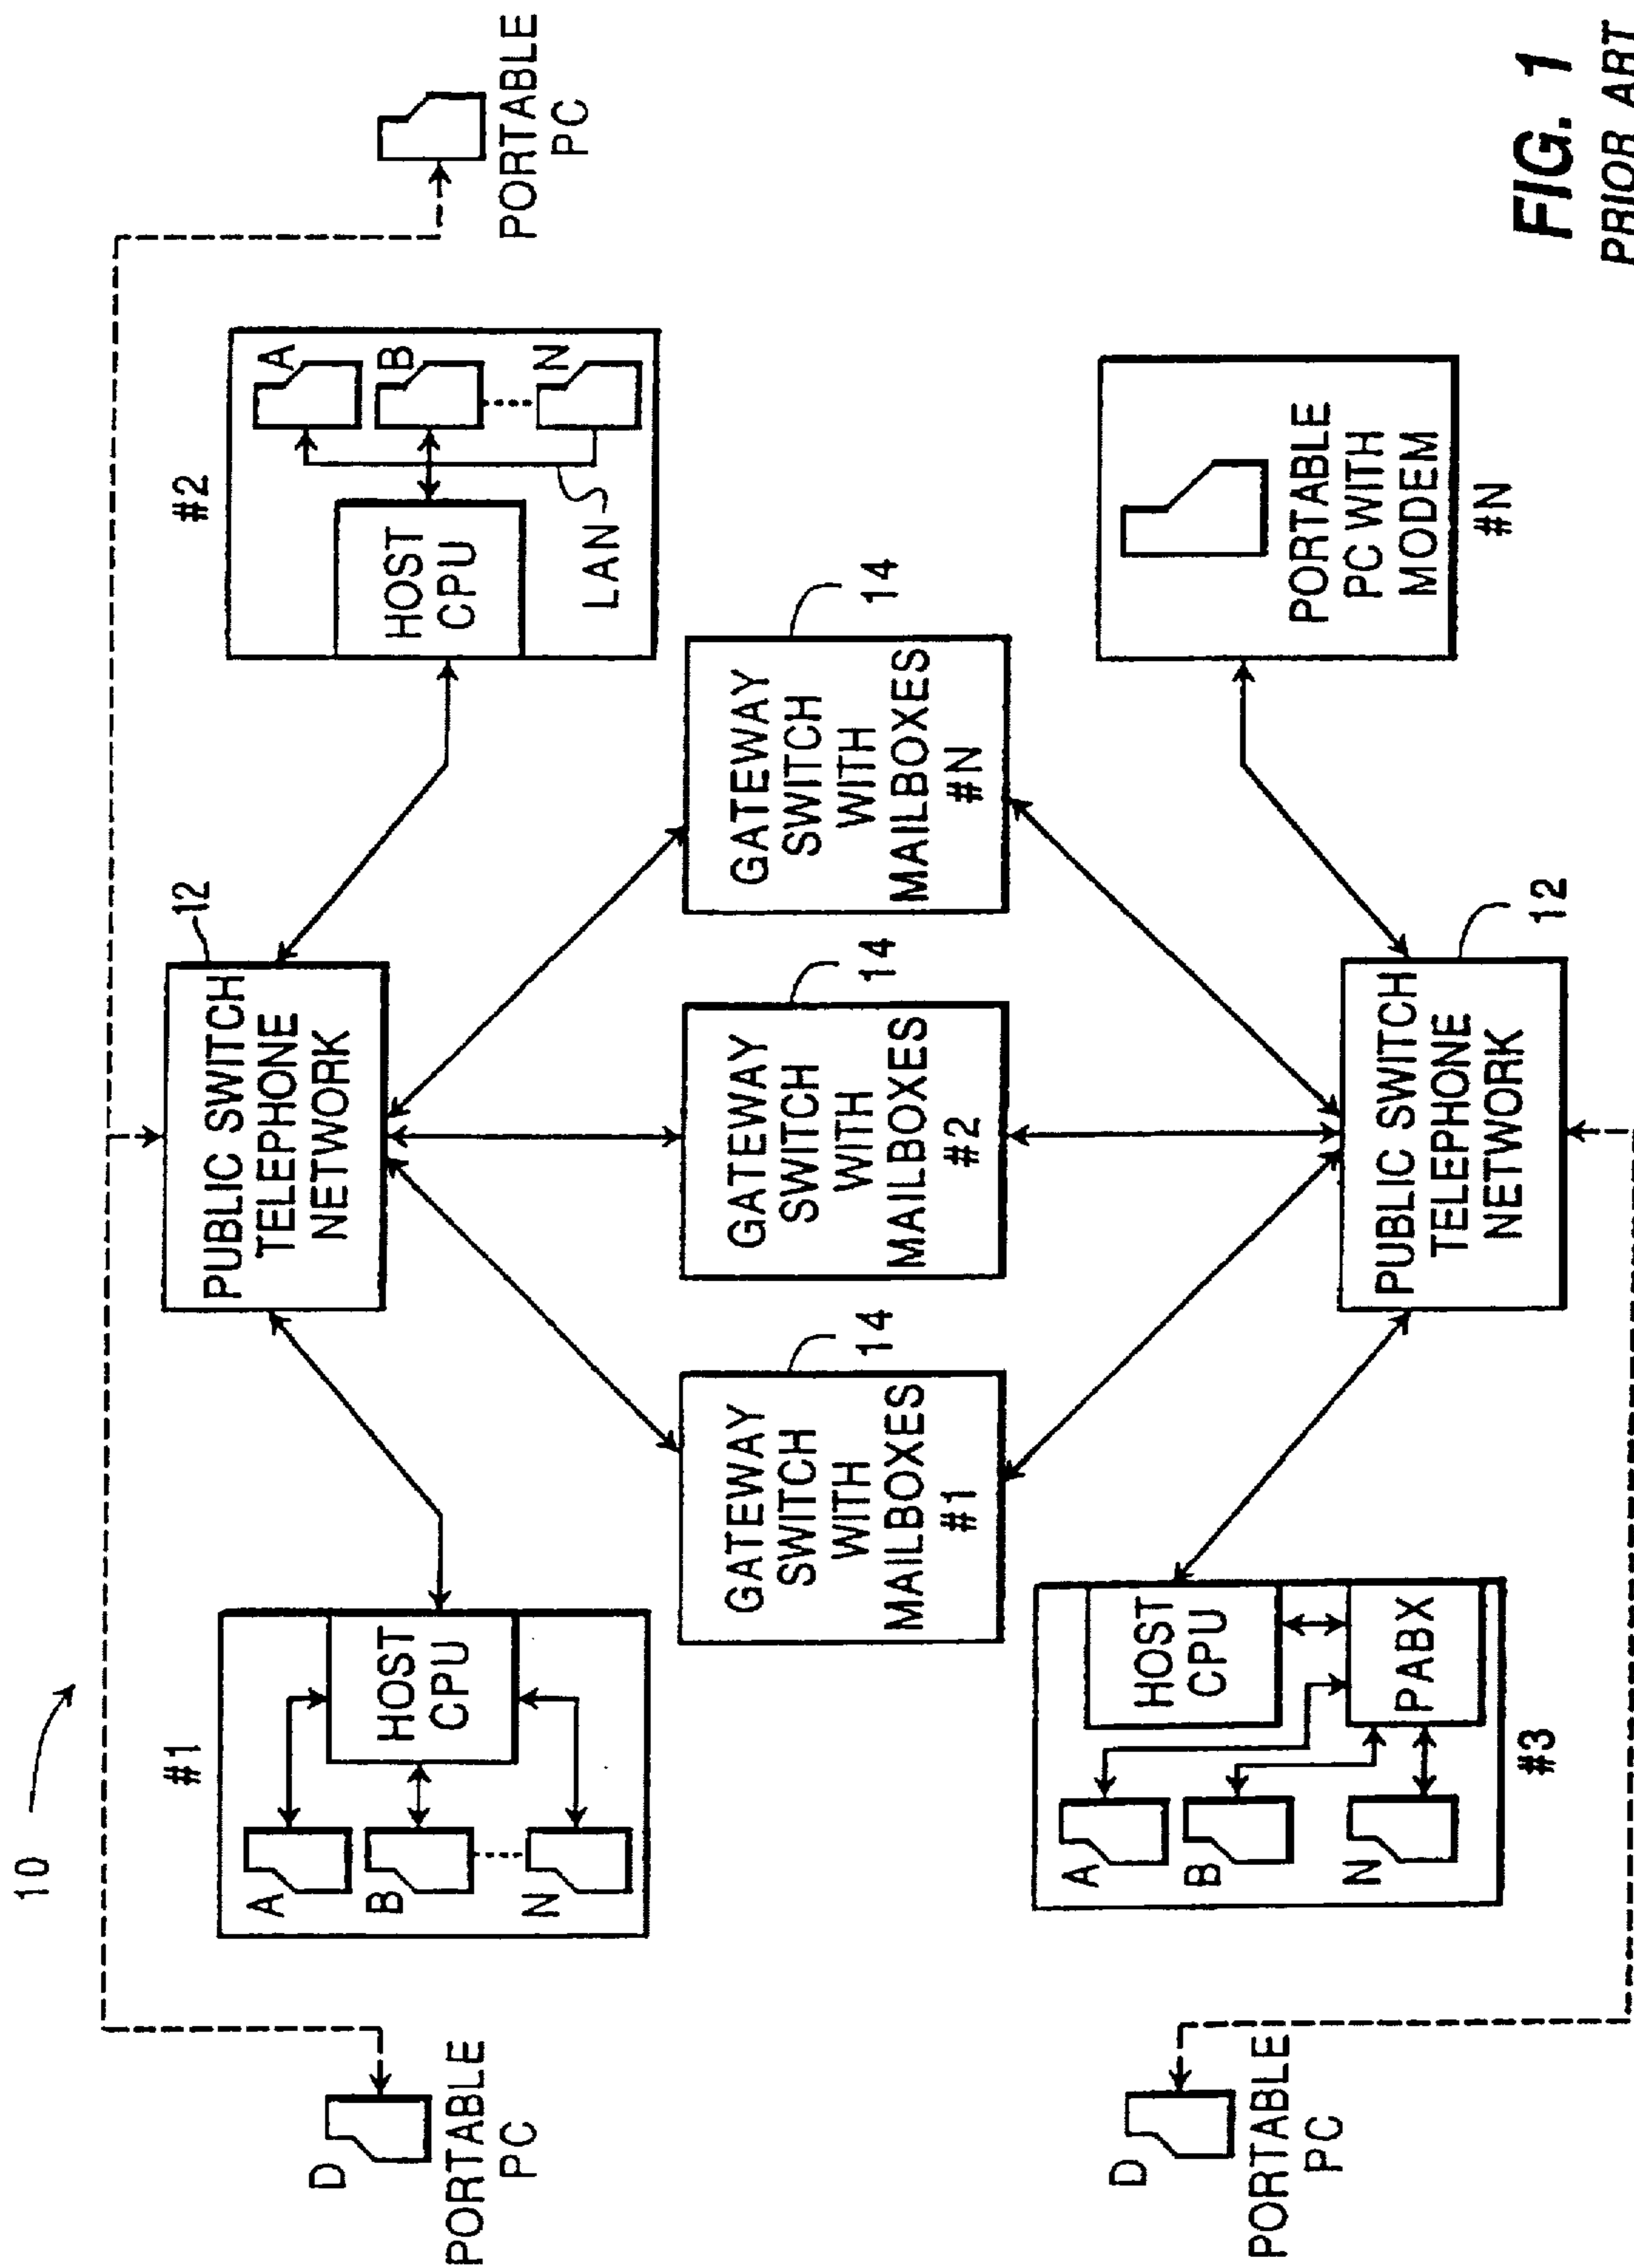 10
#1
A
B
N
HOST
CPU
PUBLIC SWITCH
TELEPHONE
NETWORK
12
#2
HOST
CPU
A
B
N
LAN
D
PORTABLE
PC
PORTABLE
PC
GATEWAY
SWITCH
WITH
MAILBOXES
#1
14
GATEWAY
SWITCH
WITH
MAILBOXES
#2
14
GATEWAY
SWITCH
WITH
MAILBOXES
#N
14
D
PORTABLE
PC
A
B
N
HOST
CPU
PABX
#3
PUBLIC SWITCH
TELEPHONE
NETWORK
12
PORTABLE
PC WITH
MODEM
#N
FIG. 1
PRIOR ART